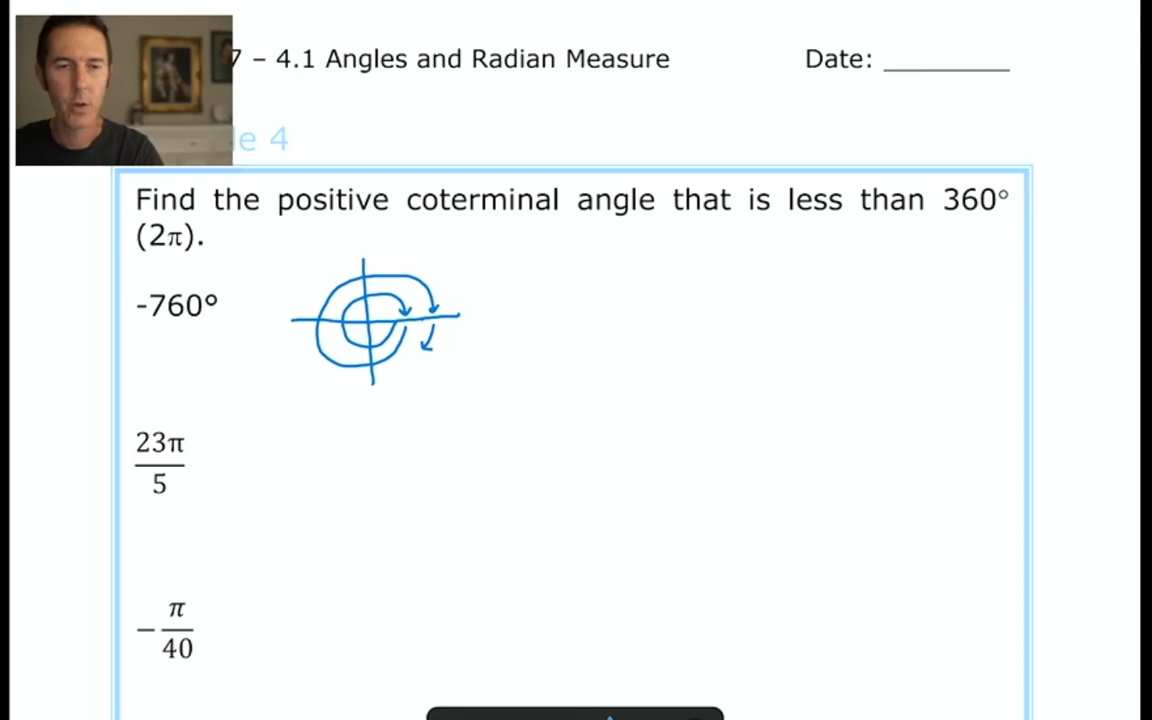 7 – 4.1 Angles and Radian Measure Date: __________
le 4
Find the positive coterminal angle that is less than 360°
(2π).
-760°
23π
5
−π
40